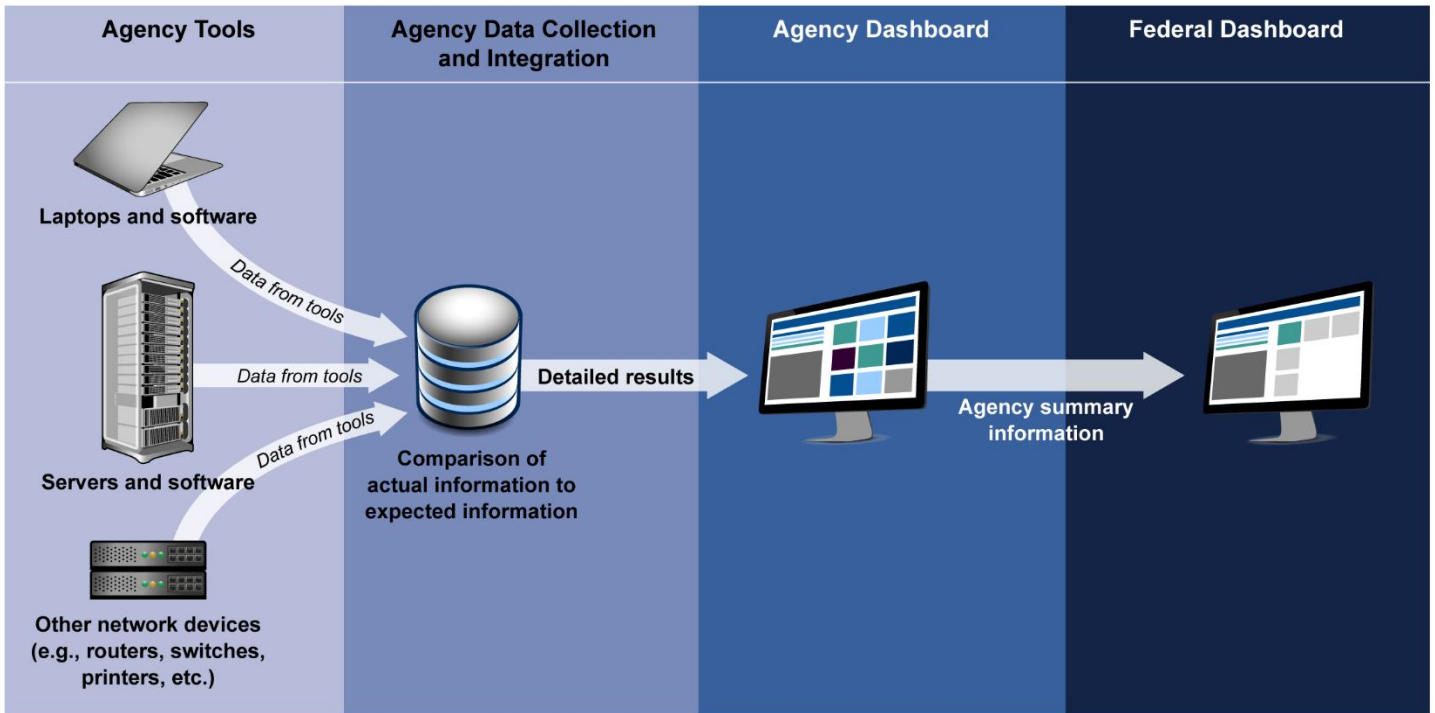 Agency Tools
Agency Data Collection
and Integration
Agency Dashboard
Federal Dashboard
Laptops and software
Data from tools
Servers and software
Data from tools
Other network devices
(e.g., routers, switches,
printers, etc.)
Data from tools
Comparison of
actual information to
expected information
Detailed results
Agency summary
information